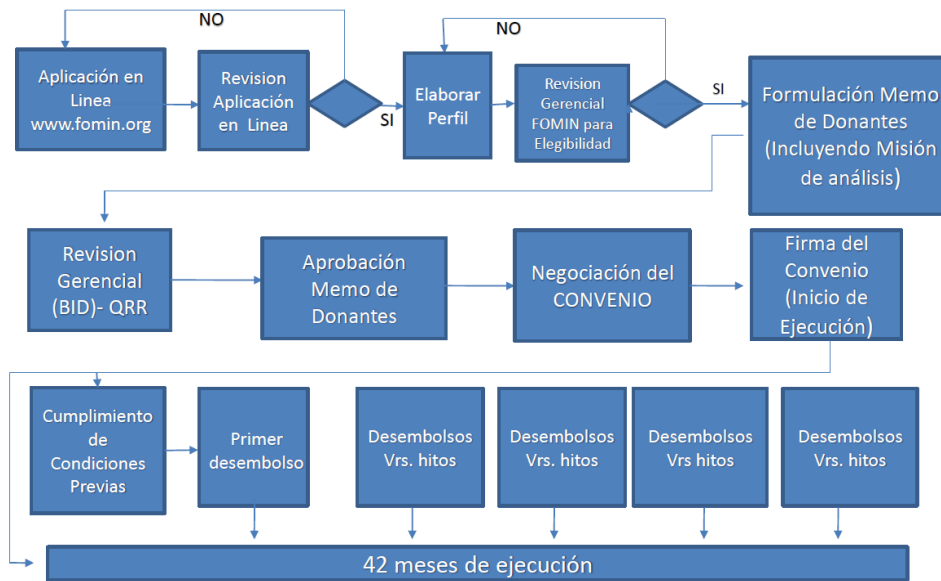 NO
NO
Aplicación en
Linea
www.fomin.org
Revision
Aplicación
en Linea
SI
Elaborar
Perfil
Revision
Gerencial
FOMIN para
Elegibilidad
SI
Formulación Memo
de Donantes
(Incluyendo Misión
de análisis)
Revision
Gerencial
(BID)- QRR
Aprobación
Memo de
Donantes
Negociación del
CONVENIO
Firma del
Convenio
(Inicio de
Ejecución)
Cumplimiento
de
Condiciones
Previas
Primer
desembolso
Desembolsos
Vrs. hitos
Desembolsos
Vrs. hitos
Desembolsos
Vrs hitos
Desembolsos
Vrs. hitos
42 meses de ejecución